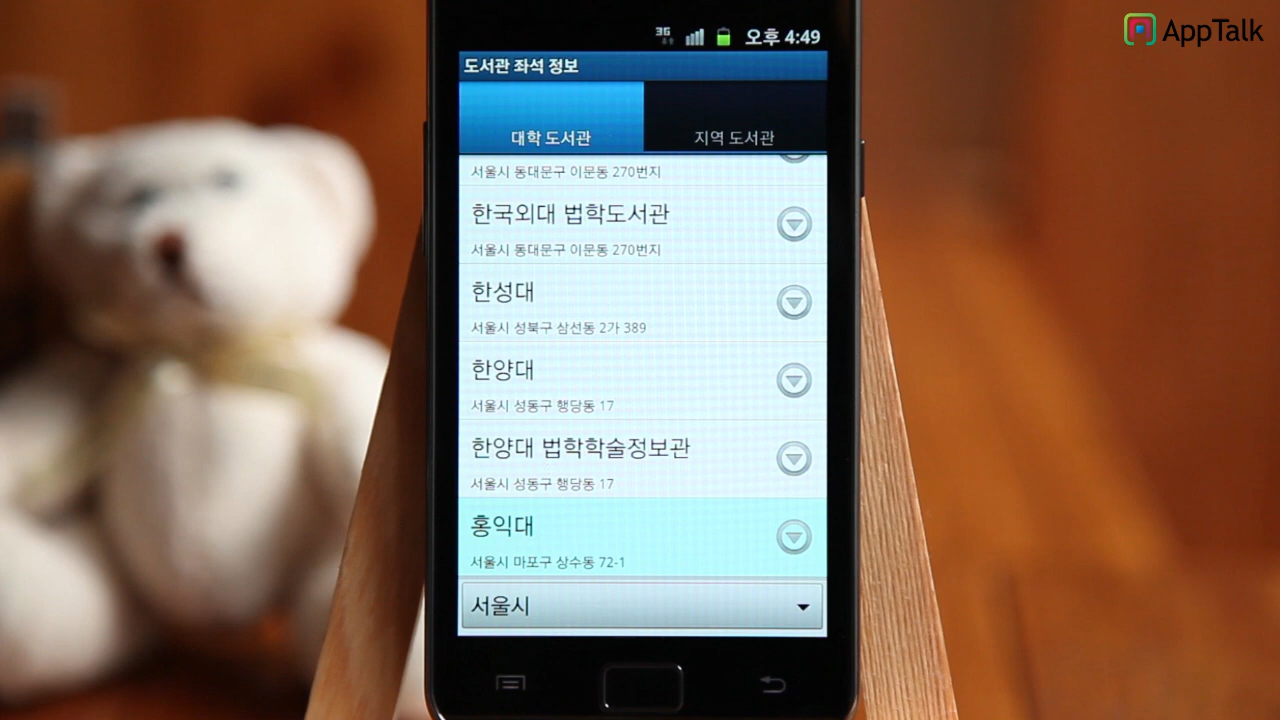 AppTalk
3G
오후 4:49
도서관 좌석 정보
대학 도서관
지역 도서관
서울시 동대문구 이문동 270번지
한국외대 법학도서관
서울시 동대문구 이문동 270번지
한성대
서울시 성북구 삼선동 2가 389
한양대
서울시 성동구 행당동 17
한양대 법학학술정보관
서울시 성동구 행당동 17
홍익대
서울시 마포구 상수동 72-1
서울시